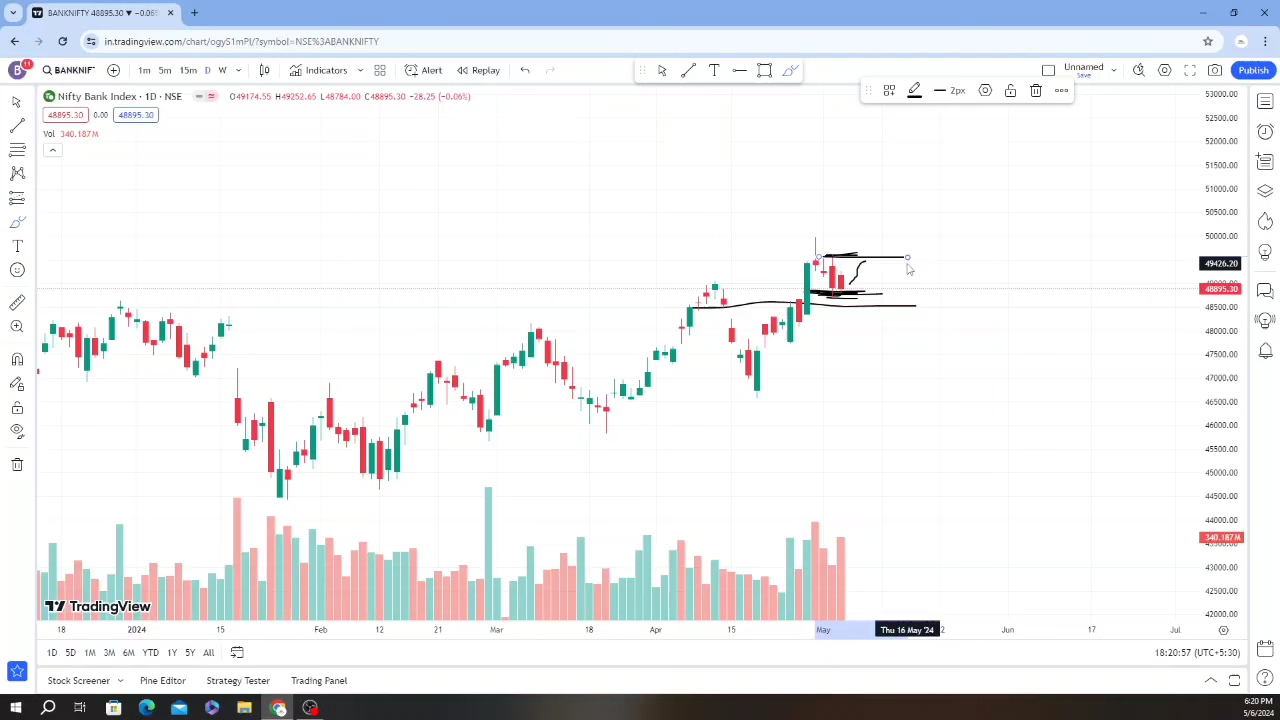 BANKNIFTY 48895.30 ▼ −0.06%
in.tradingview.com/chart/ogyS1mPl/?symbol=NSE%3ABANKNIFTY
B 11 BANKNIF 1m 5m 15m D W Indicators Alert Replay Unnamed Save Publish
2px
Nifty Bank Index · 1D · NSE O49174.55 H49252.65 L48784.00 C48895.30 −28.25 (−0.06%)
48895.30 0.00 48895.30
Vol 340.187M
53000.00
52500.00
52000.00
51500.00
51000.00
50500.00
50000.00
49426.20
48895.30
48500.00
48000.00
47500.00
47000.00
46500.00
46000.00
45500.00
45000.00
44500.00
44000.00
340.187M
43000.00
42500.00
42000.00
TradingView
18 2024 15 Feb 12 21 Mar 18 Apr 15 May Thu 16 May '24 2 Jun 17 Jul
1D 5D 1M 3M 6M YTD 1Y 5Y All 18:20:57 (UTC+5:30)
Stock Screener Pine Editor Strategy Tester Trading Panel
6:20 PM
5/6/2024